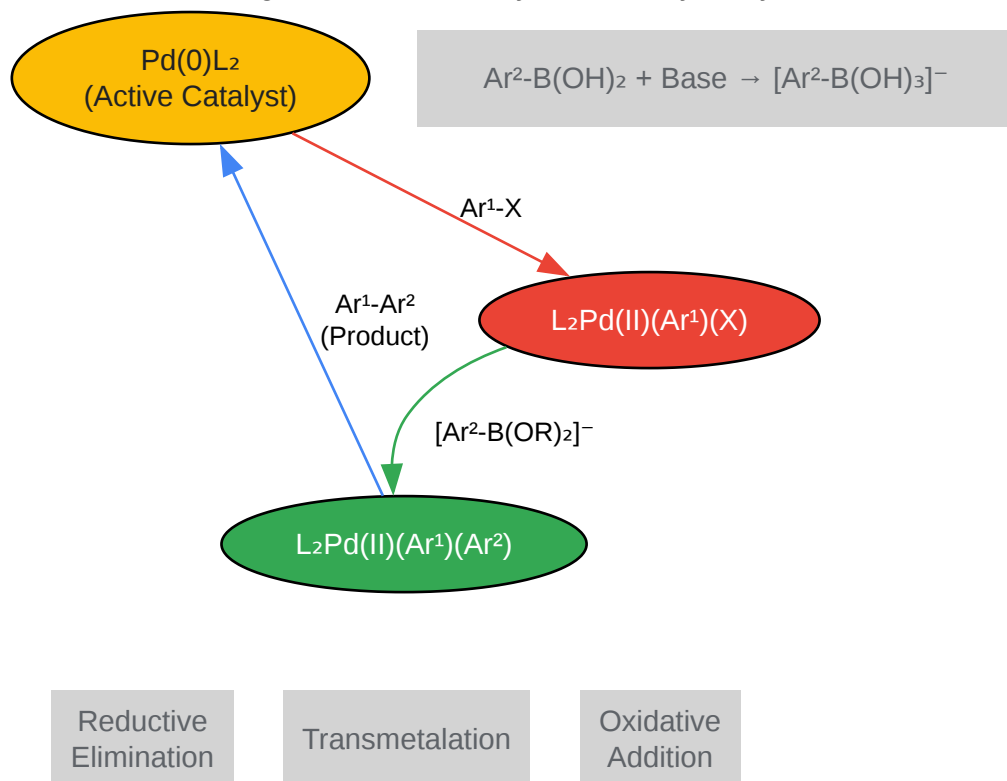 Pd(0)L₂
(Active Catalyst)
Ar²-B(OH)₂ + Base → [Ar²-B(OH)₃]⁻
Ar¹-X
Ar¹-Ar²
(Product)
L₂Pd(II)(Ar¹)(X)
[Ar²-B(OR)₂]⁻
L₂Pd(II)(Ar¹)(Ar²)
Reductive
Elimination
Transmetalation
Oxidative
Addition